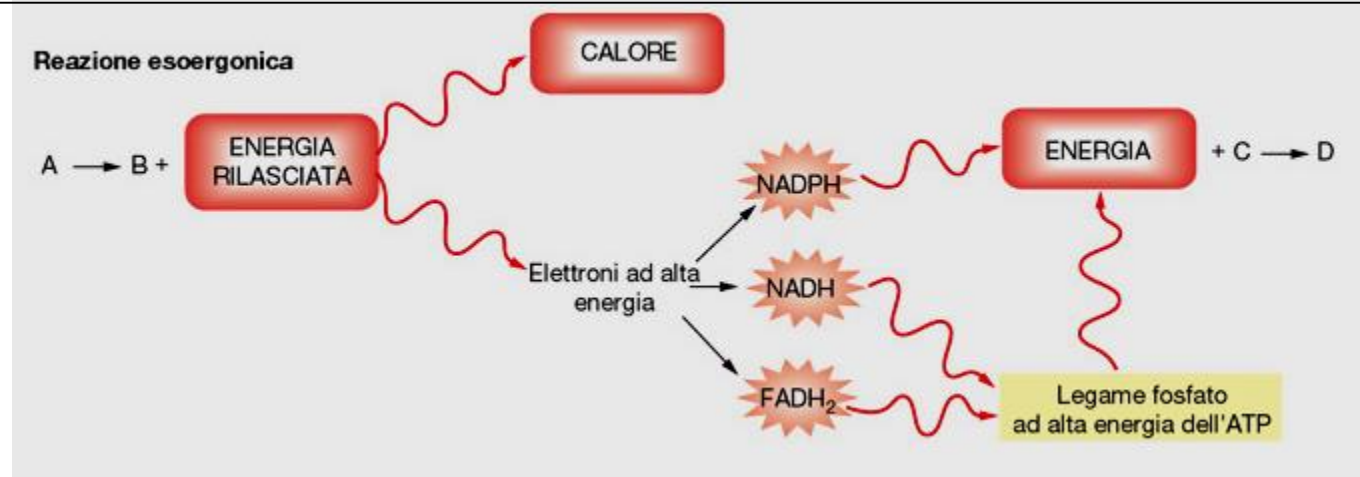 Reazione esoergonica
CALORE
A → B +
ENERGIA
RILASCIATA
Elettroni ad alta
energia
NADPH
NADH
FADH₂
ENERGIA
+ C → D
Legame fosfato
ad alta energia dell'ATP